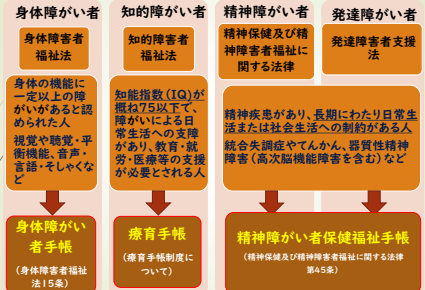 身体障がい者
身体障害者
福祉法
身体の機能に
一定以上の障
がいがあると認
められた人
視覚や聴覚・平
衡機能、音声・
言語・そしゃくな
ど
身体障がい
者手帳
（身体障害者福祉
法15条）
知的障がい者
知的障害者
福祉法
知能指数（IQ)が
概ね75以下で、
障がいによる日
常生活への支障
があり、教育・就
労・医療等の支援
が必要とされる人
療育手帳
（療育手帳制度に
ついて）
精神障がい者
精神保健及び精
神障害者福祉に
関する法律
発達障がい者
発達障害者支援
法
精神疾患があり、長期にわたり日常生
活または社会生活への制約がある人
統合失調症やてんかん、器質性精神
障害（高次脳機能障害を含む）など
精神障がい者保健福祉手帳
（精神保健及び精神障害者福祉に関する法律
第45条）